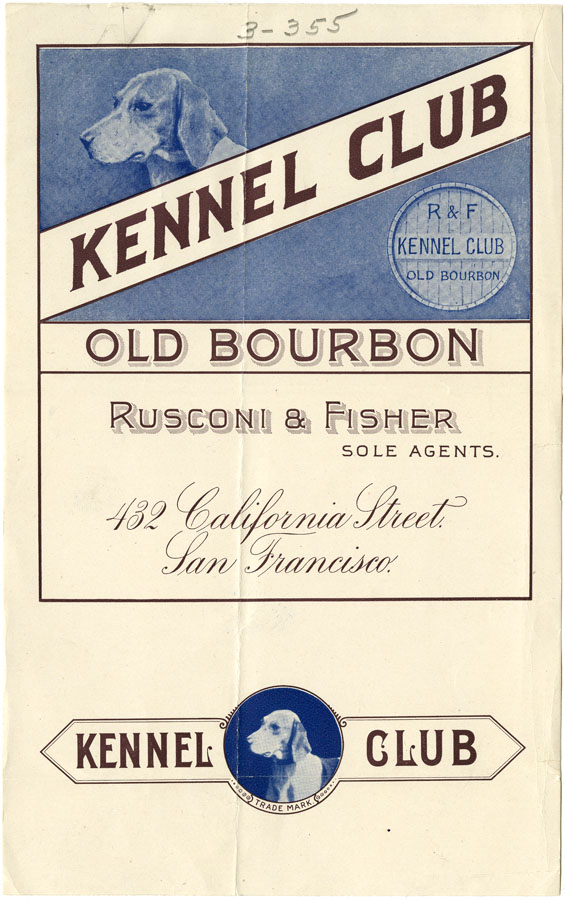 3-355
KENNEL CLUB
R & F
KENNEL CLUB
OLD BOURBON
OLD BOURBON
RUSCONI & FISHER
SOLE AGENTS.
432 California Street.
San Francisco.
KENNEL CLUB
TRADE MARK